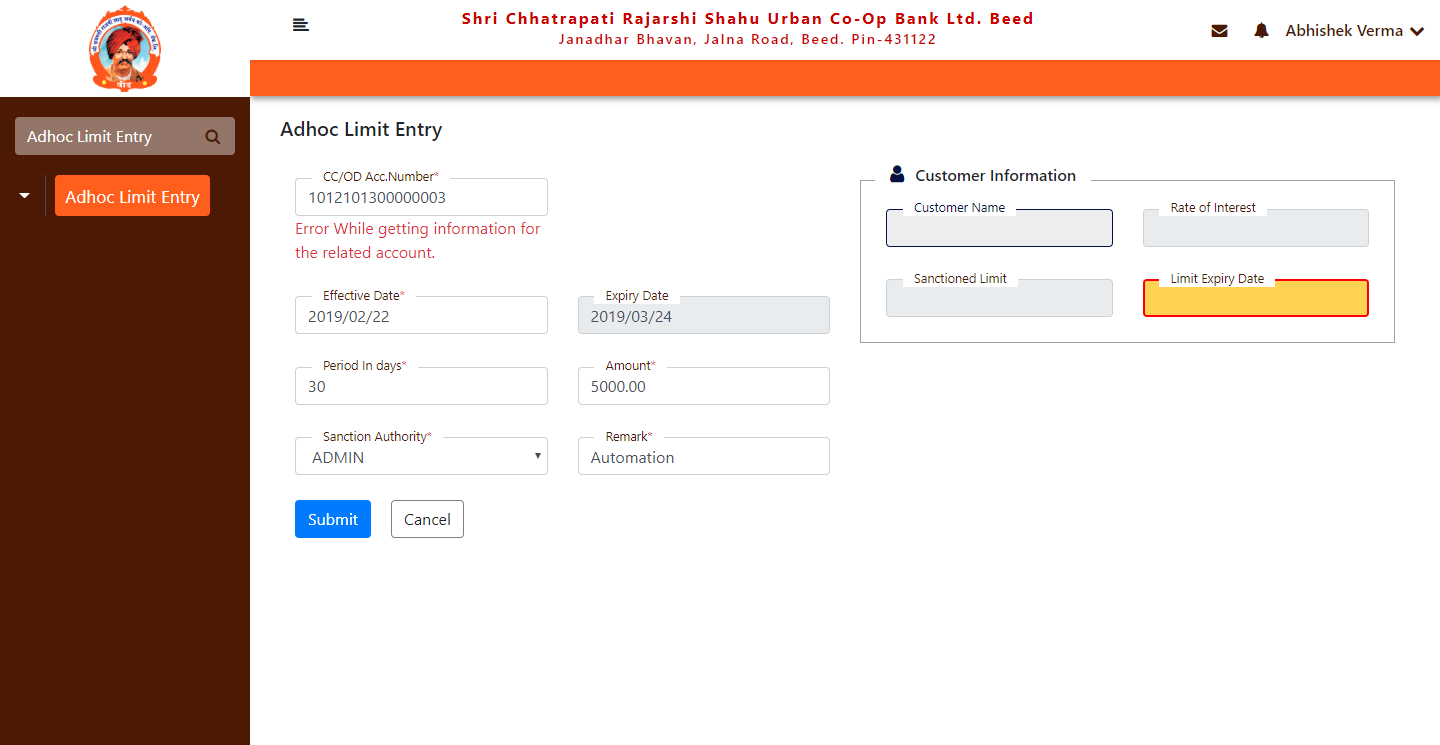 Shri Chhatrapati Rajarshi Shahu Urban Co-Op Bank Ltd. Beed
Janadhar Bhavan, Jalna Road, Beed. Pin-431122
Abhishek Verma
बीड
Adhoc Limit Entry
Adhoc Limit Entry
Adhoc Limit Entry
CC/OD Acc.Number*
1012101300000003
Error While getting information for
the related account.
Effective Date*
2019/02/22
Expiry Date
2019/03/24
Period In days*
30
Amount*
5000.00
Sanction Authority*
ADMIN
Remark*
Automation
Submit
Cancel
Customer Information
Customer Name
Rate of Interest
Sanctioned Limit
Limit Expiry Date